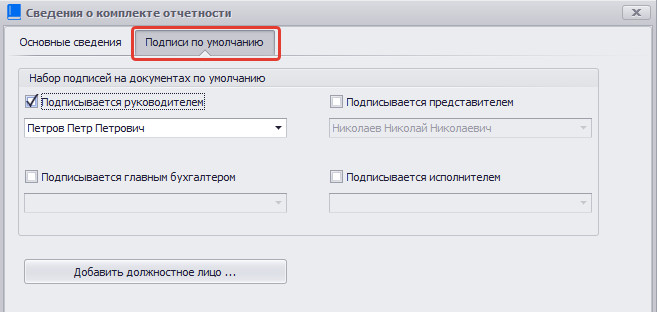 Сведения о комплекте отчетности
Основные сведения
Подписи по умолчанию
Набор подписей на документах по умолчанию
Подписывается руководителем
Подписывается представителем
Петров Петр Петрович
Николаев Николай Николаевич
Подписывается главным бухгалтером
Подписывается исполнителем
Добавить должностное лицо ...